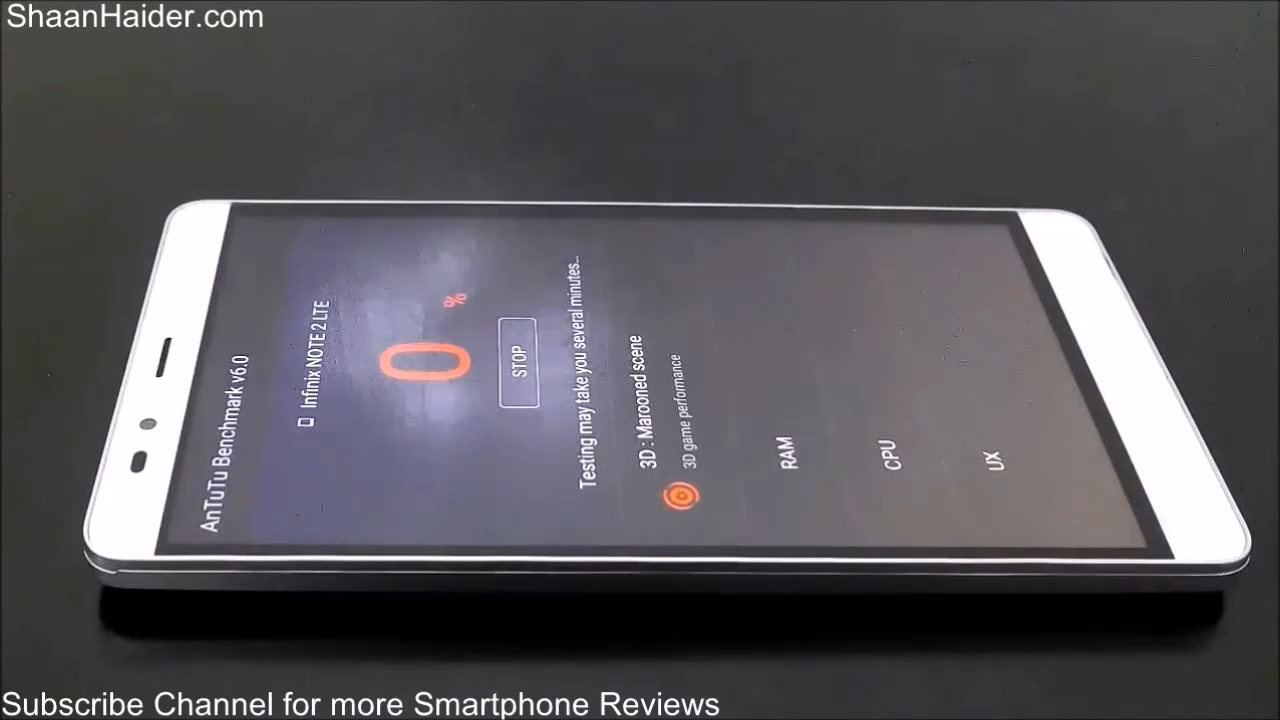 ShaanHaider.com
AnTuTu Benchmark v6.0
Infinix NOTE 2 LTE
0%
STOP
Testing may take you several minutes...
3D : Marooned scene
3D game performance
RAM
CPU
UX
Subscribe Channel for more Smartphone Reviews